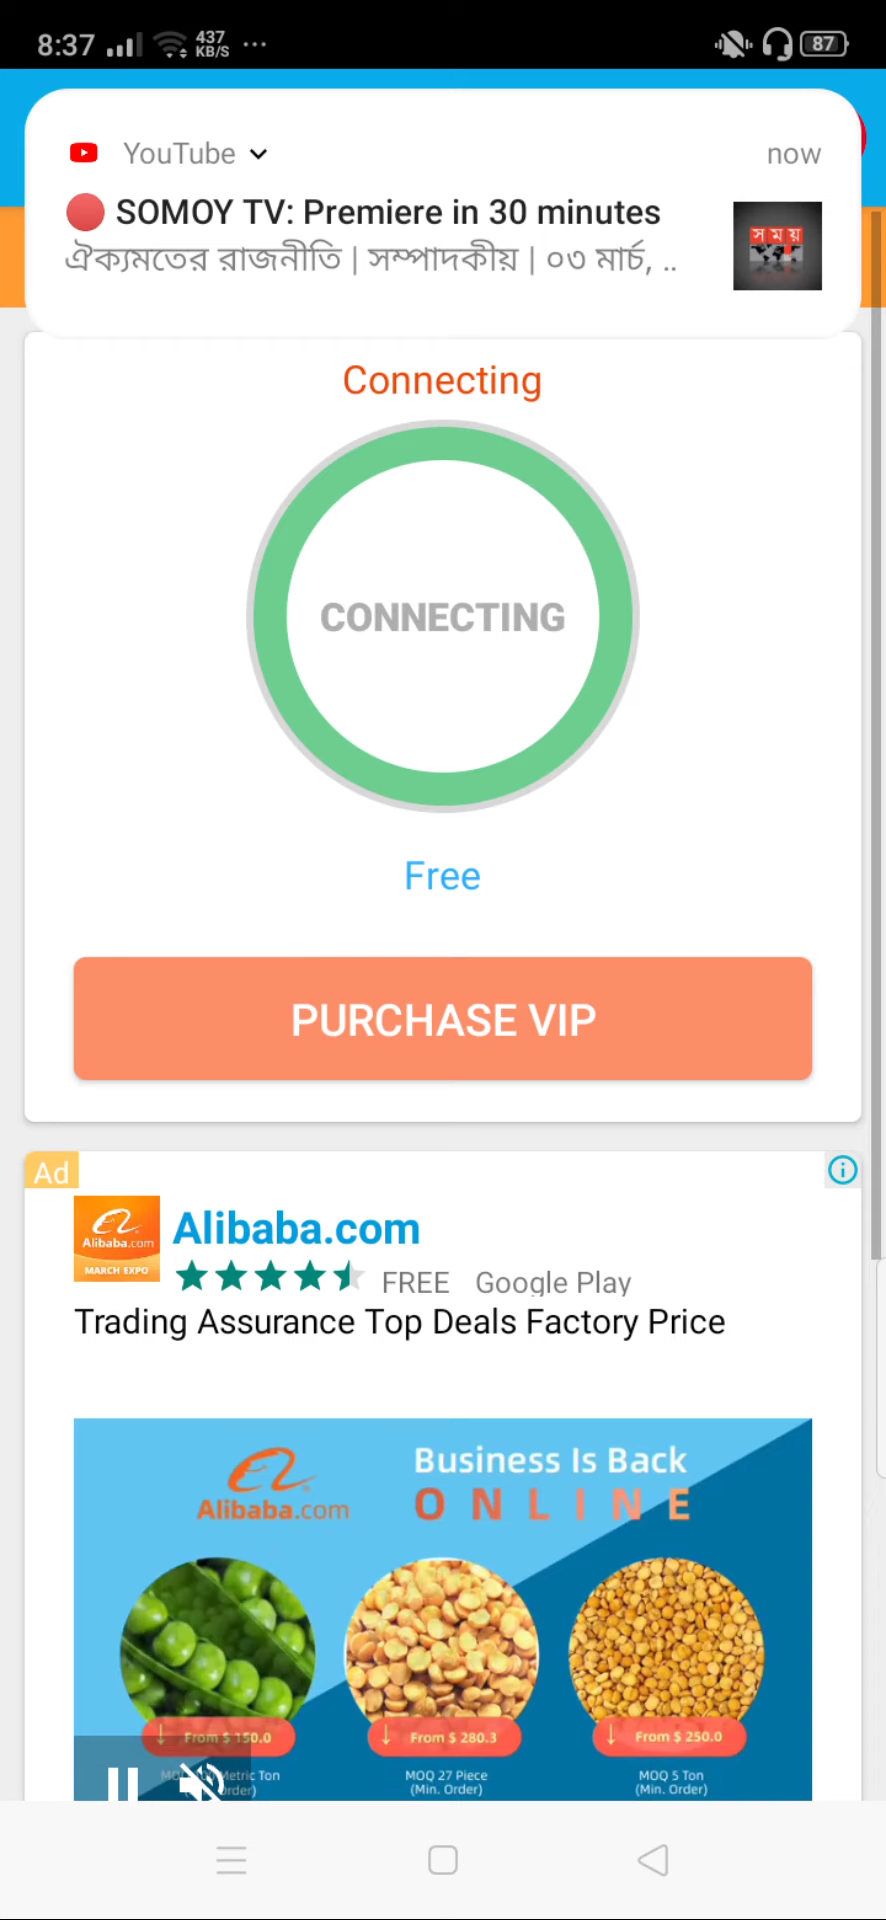 8:37 437 KB/S ... 87
YouTube now
SOMOY TV: Premiere in 30 minutes
ঐক্যমতের রাজনীতি | সম্পাদকীয় | ০৩ মার্চ, ..
সময়
Connecting
CONNECTING
Free
PURCHASE VIP
Ad
Alibaba.com
MARCH EXPO
Alibaba.com
FREE Google Play
Trading Assurance Top Deals Factory Price
Alibaba.com
Business Is Back
ONLINE
From $ 150.0 From $ 280.3 From $ 250.0
Metric Ton MOQ 27 Piece MOQ 5 Ton
(Min. Order) (Min. Order)